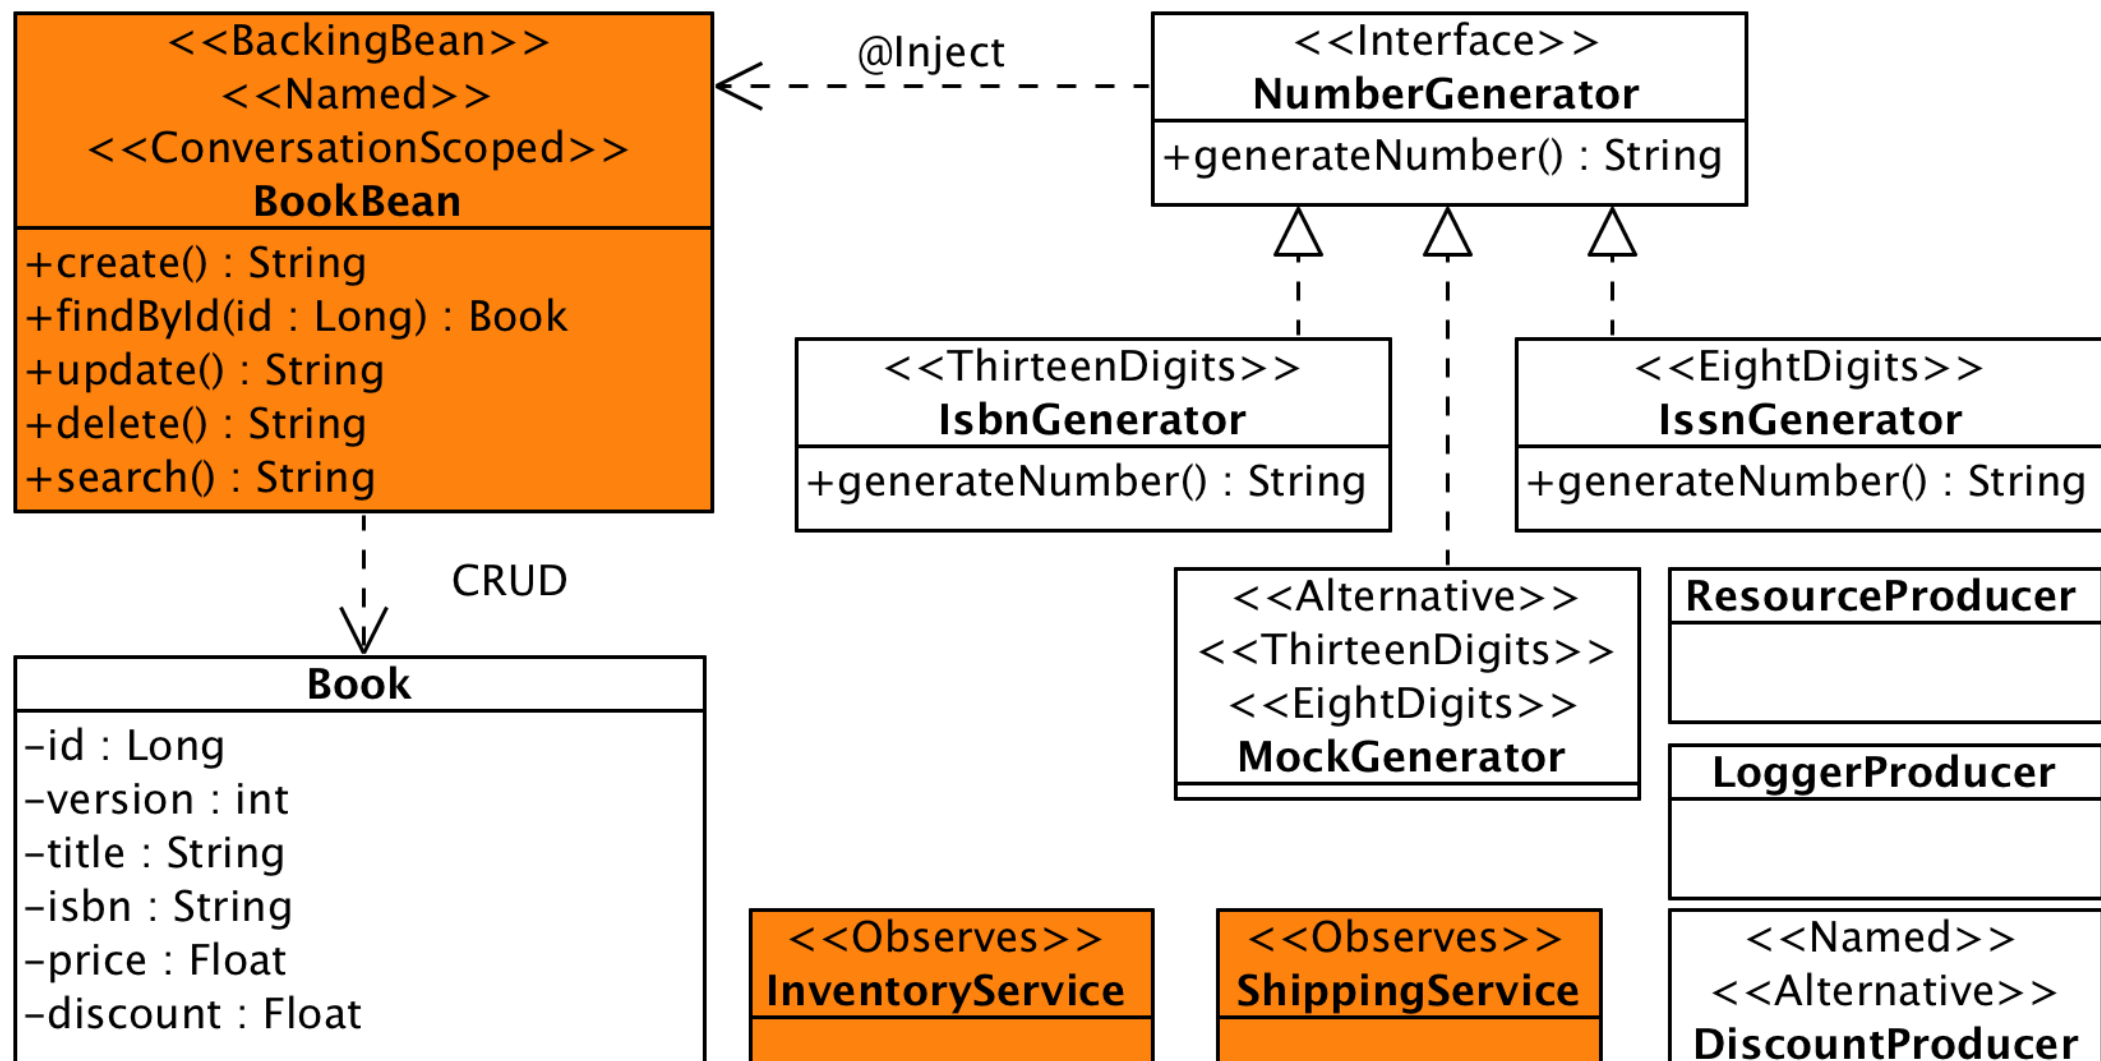 <<BackingBean>>
<<Named>>
<<ConversationScoped>>
BookBean
+create() : String
+findById(id : Long) : Book
+update() : String
+delete() : String
+search() : String
@Inject
<<Interface>>
NumberGenerator
+generateNumber() : String
<<ThirteenDigits>>
IsbnGenerator
+generateNumber() : String
<<EightDigits>>
IssnGenerator
+generateNumber() : String
CRUD
Book
-id : Long
-version : int
-title : String
-isbn : String
-price : Float
-discount : Float
<<Alternative>>
<<ThirteenDigits>>
<<EightDigits>>
MockGenerator
ResourceProducer
LoggerProducer
<<Observes>>
InventoryService
<<Observes>>
ShippingService
<<Named>>
<<Alternative>>
DiscountProducer